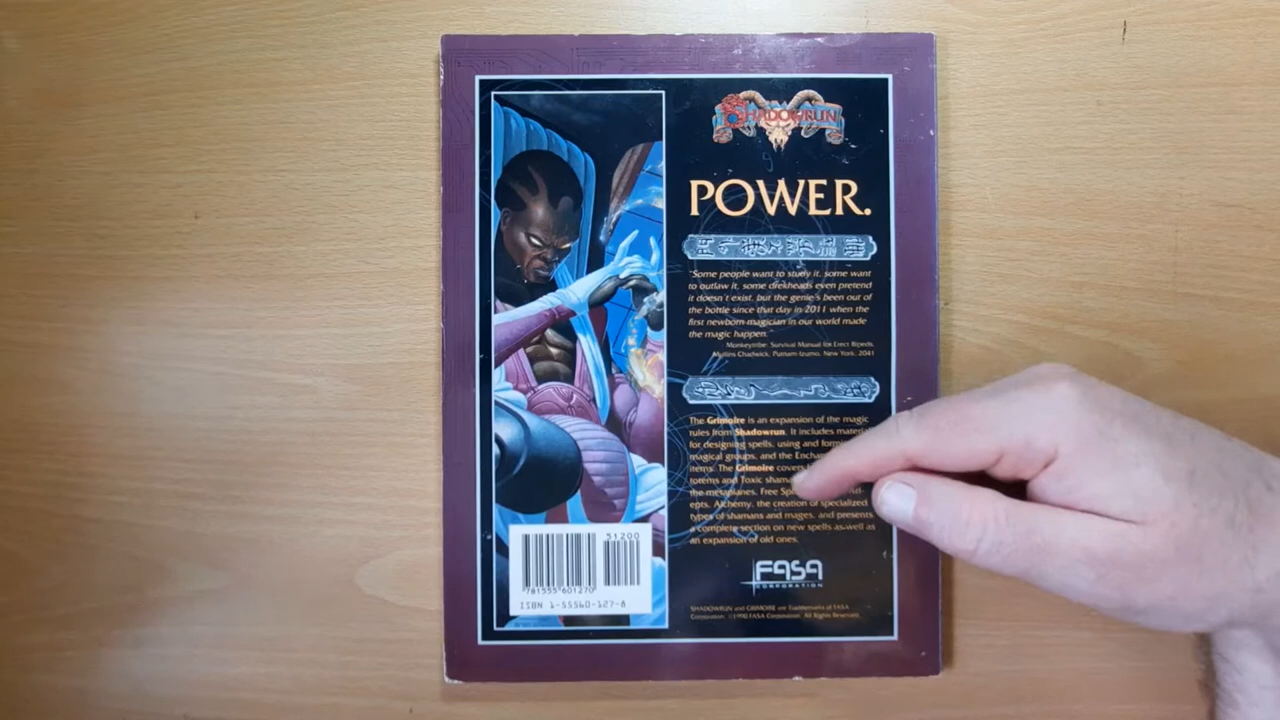 SHADOWRUN
POWER.
"Some people want to study it, some want
to outlaw it, some drekheads even pretend
it doesn't exist, but the genie's been out of
the bottle since that day in 2011 when the
first newborn magician in our world made
the magic happen."
Monkeytribe: Survival Manual for Erect Bipeds,
Mullins Chadwick, Putnam-Izumo, New York, 2041
The Grimoire is an expansion of the magic
rules from Shadowrun. It includes
for designing spells, using and
magical groups, and the
items. The Grimoire covers
totems and Toxic
the metaplanes, Free
epts, Alchemy, the creation of specialized
types of shamans and mages, and presents
a complete section on new spells as well as
an expansion of old ones.
FASA
CORPORATION
51200
781555 601270
ISBN 1-55560-127-8
SHADOWRUN and GRIMOIRE are Trademarks of FASA
Corporation. ©1990 FASA Corporation. All Rights Reserved.